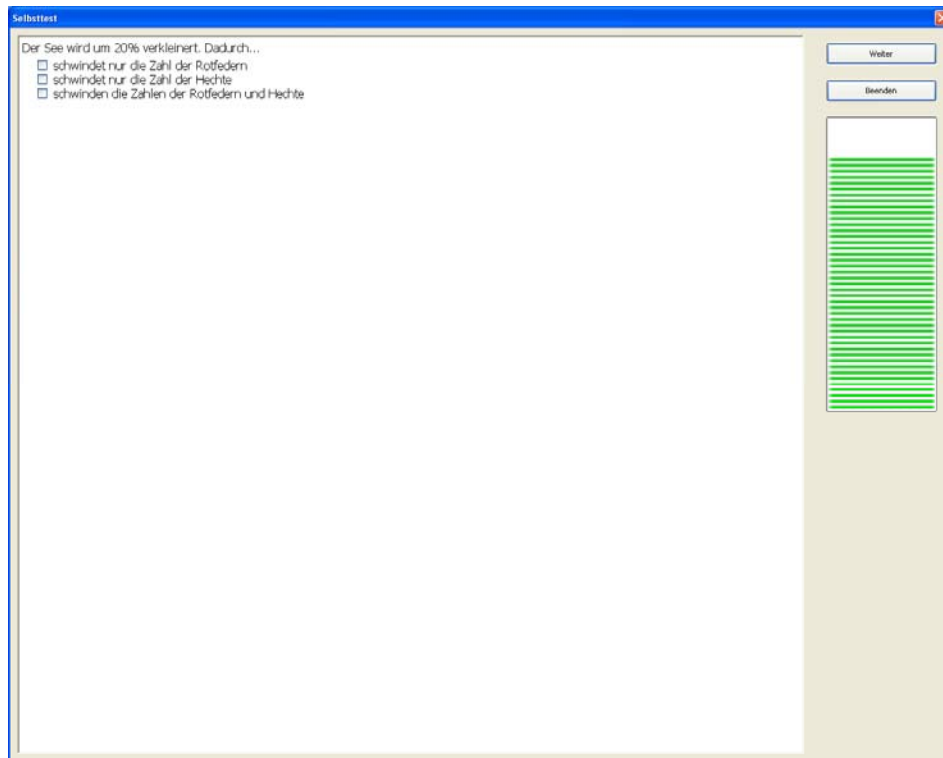 Selbsttest
Der See wird um 20% verkleinert. Dadurch...
schwindet nur die Zahl der Rotfedern
schwindet nur die Zahl der Hechte
schwinden die Zahlen der Rotfedern und Hechte
Weiter
Beenden